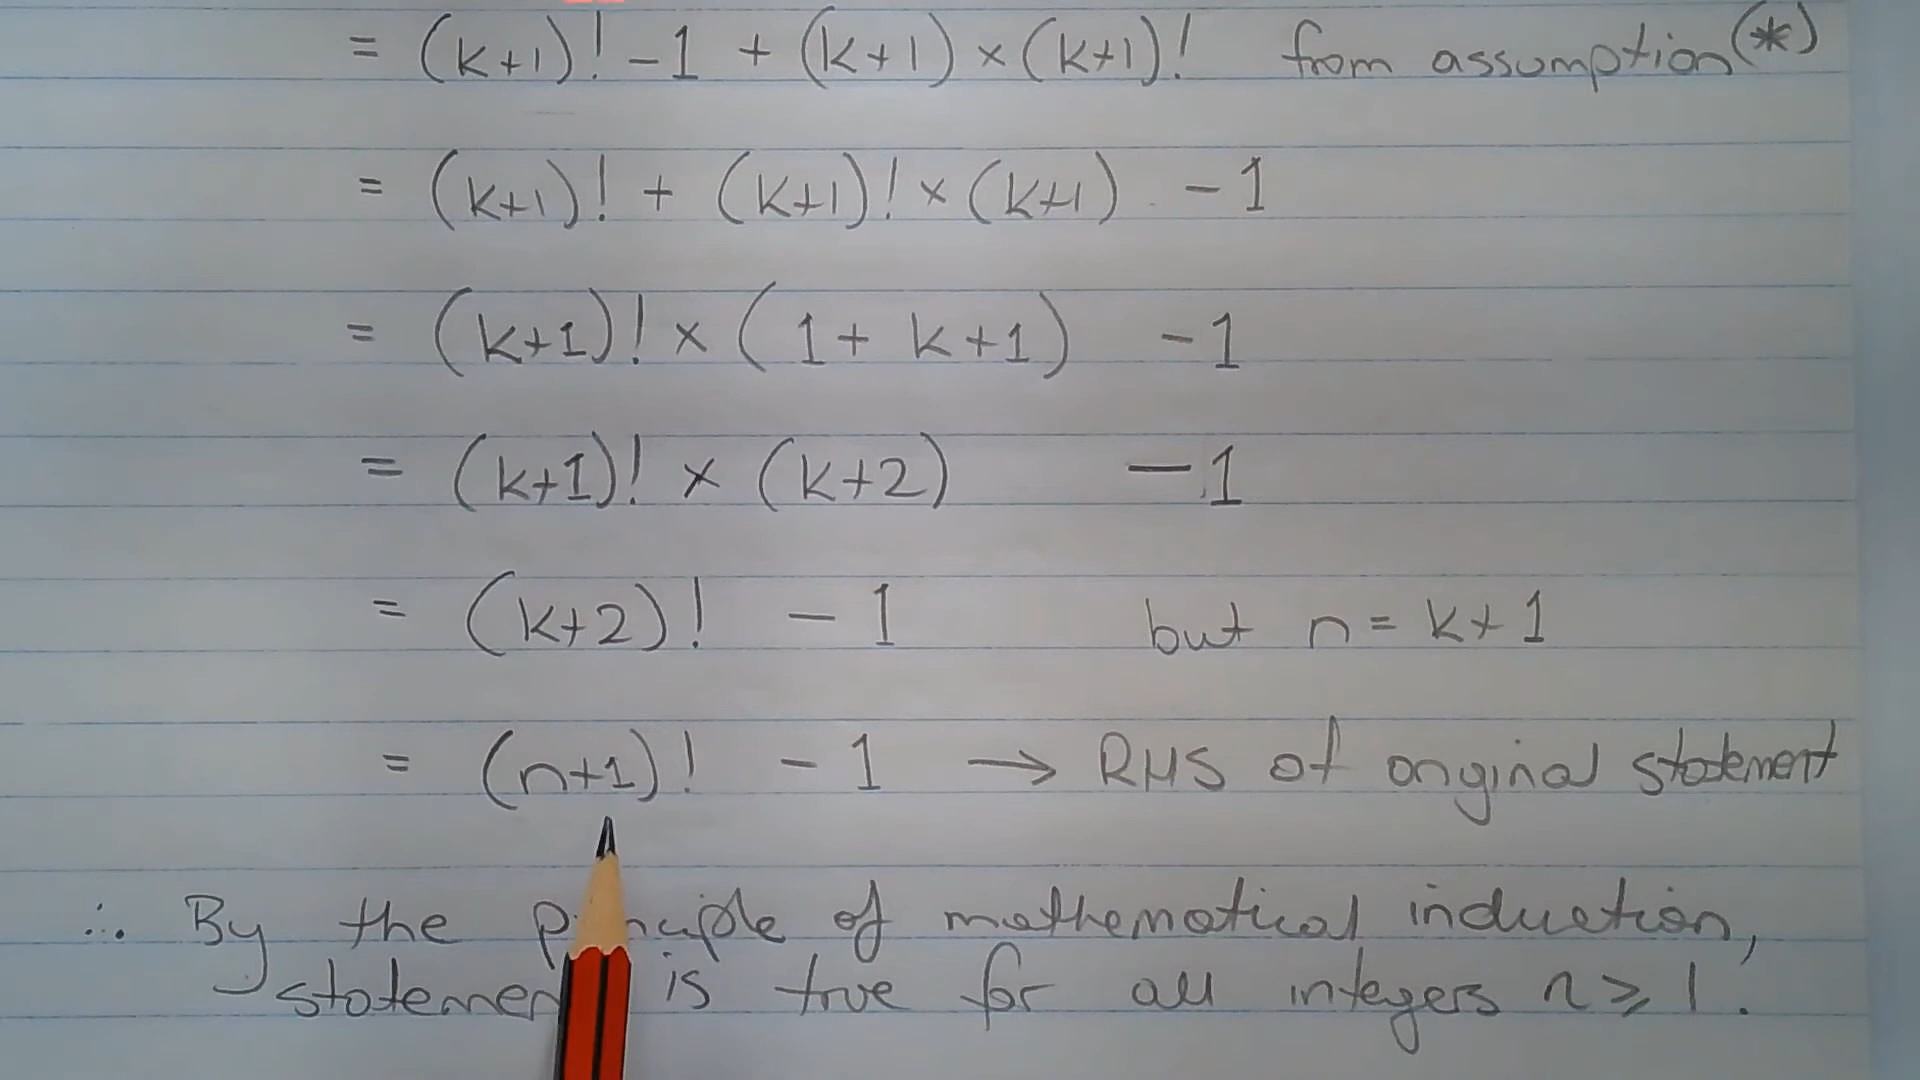 = (k+1)! -1 + (k+1) × (k+1)! from assumption (*)
= (k+1)! + (k+1)! × (k+1) -1
= (k+1)! × (1 + k+1) -1
= (k+1)! × (k+2) -1
= (k+2)! - 1 but n = k+1
= (n+1)! - 1 → RHS of original statement
∴ By the of mathematical induction,
is true for all integers n ⩾ 1.